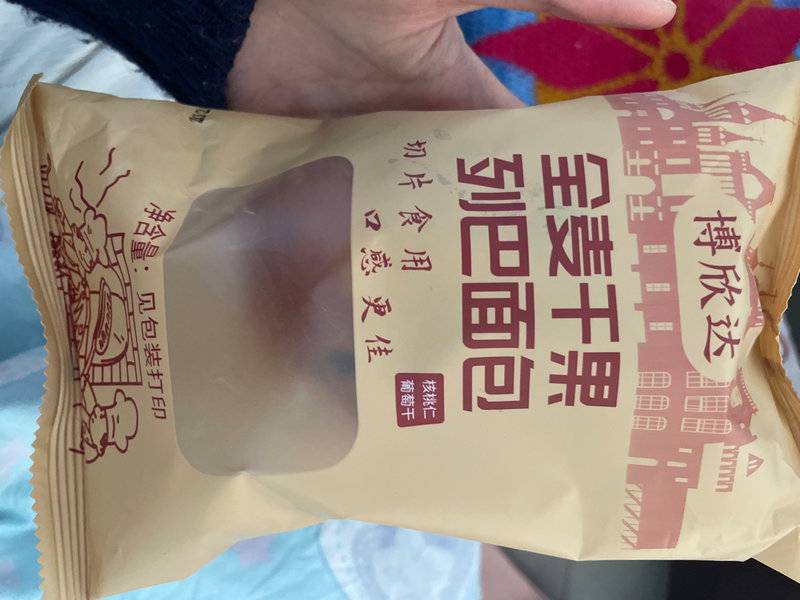 博欣达
全麦干果
列巴面包
核桃仁
葡萄干
切片食用
口感更佳
净含量：见包装打印